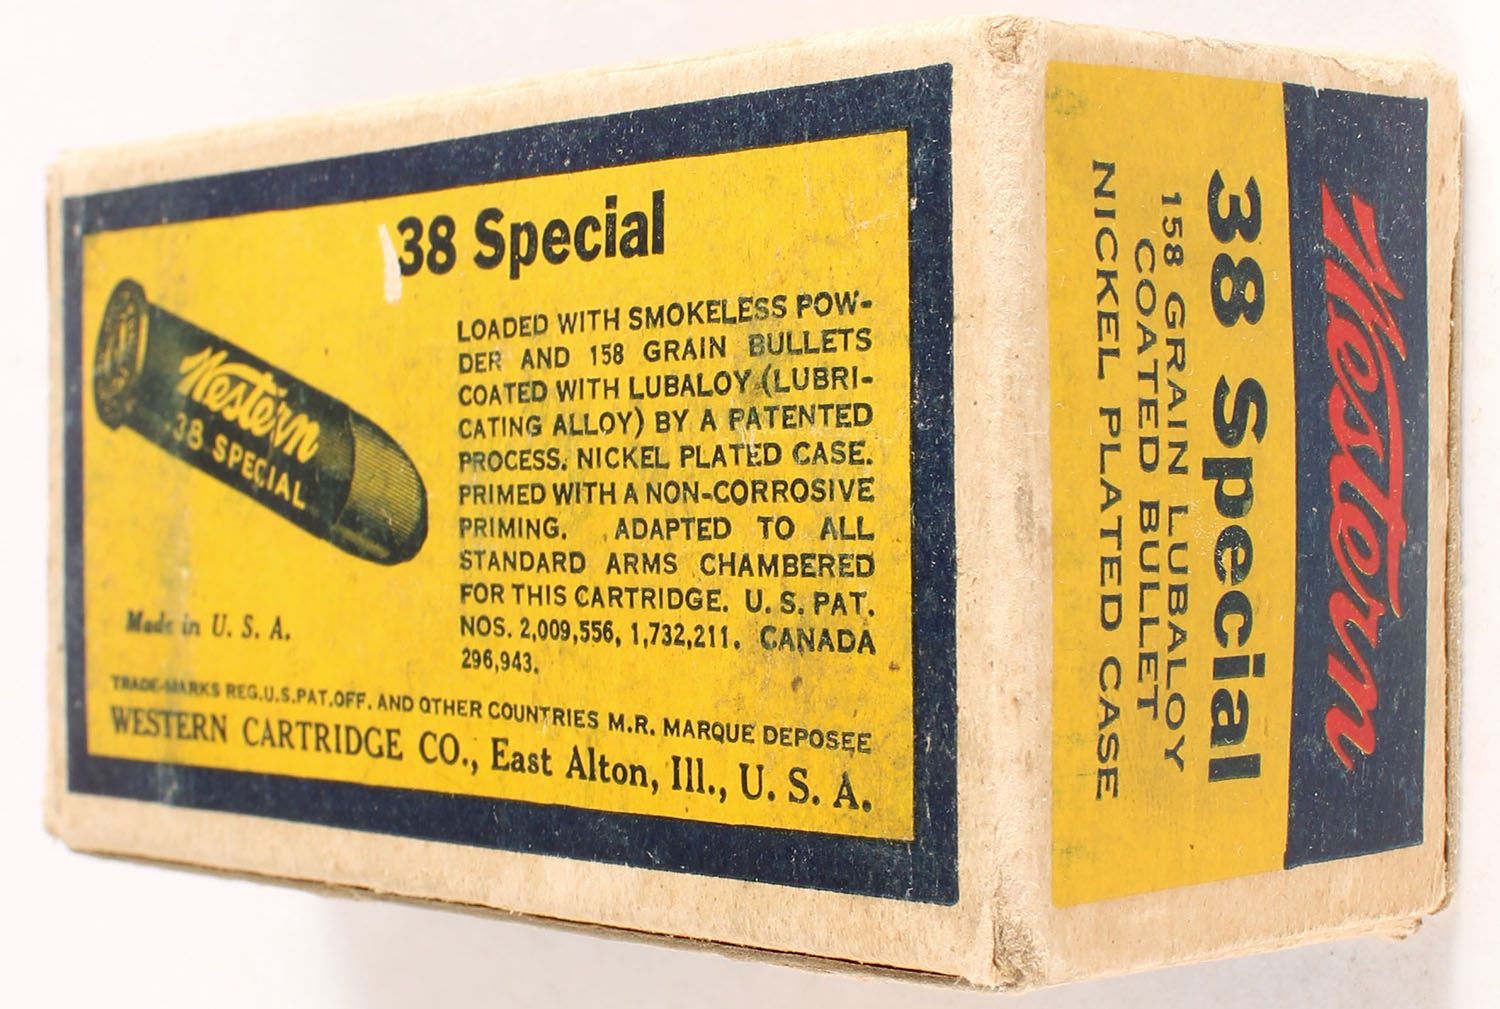 .38 Special
Western
.38 SPECIAL
LOADED WITH SMOKELESS POW-
DER AND 158 GRAIN BULLETS
COATED WITH LUBALOY (LUBRI-
CATING ALLOY) BY A PATENTED
PROCESS. NICKEL PLATED CASE.
PRIMED WITH A NON-CORROSIVE
PRIMING. ADAPTED TO ALL
STANDARD ARMS CHAMBERED
FOR THIS CARTRIDGE. U. S. PAT.
NOS. 2,009,556, 1,732,211. CANADA
296,943.
Made in U. S. A.
TRADE-MARKS REG.U.S.PAT.OFF. AND OTHER COUNTRIES M.R. MARQUE DEPOSEE
WESTERN CARTRIDGE CO., East Alton, Ill., U. S. A.
Western
38 Special
158 GRAIN LUBALOY
COATED BULLET
NICKEL PLATED CASE